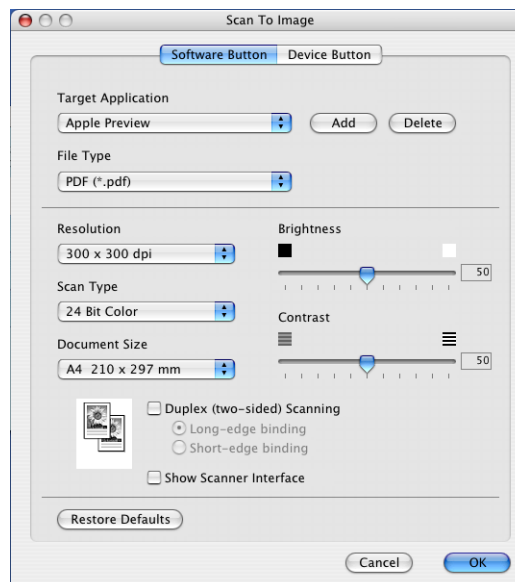 Scan To Image
Software Button Device Button
Target Application
Apple Preview Add Delete
File Type
PDF (*.pdf)
Resolution Brightness
300 x 300 dpi
50
Scan Type
24 Bit Color
Contrast
Document Size
A4 210 x 297 mm 50
Duplex (two-sided) Scanning
Long-edge binding
Short-edge binding
Show Scanner Interface
Restore Defaults
Cancel OK